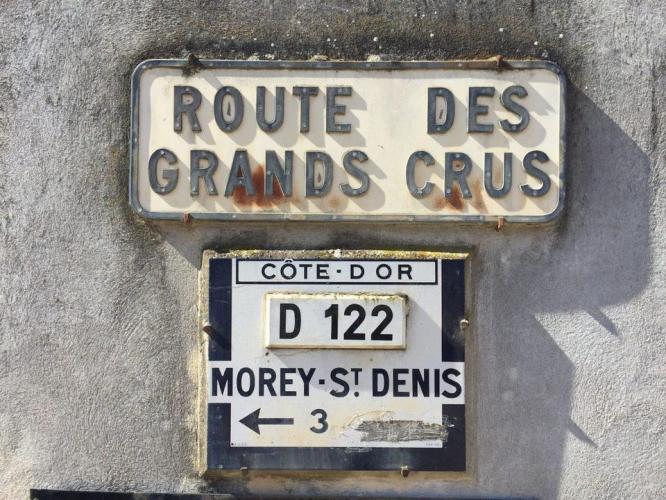 ROUTE DES
GRANDS CRUS
CÔTE-D OR
D 122
MOREY-ST DENIS
← 3